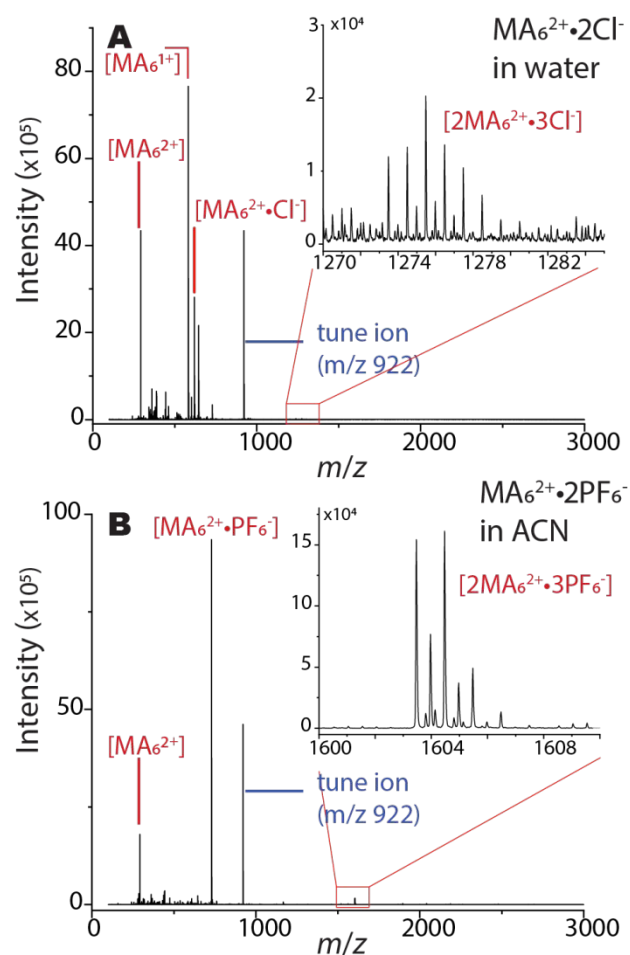 A
[MA₆¹⁺]
MA₆²⁺•2Cl⁻
in water
[MA₆²⁺]
[MA₆²⁺•Cl⁻]
[2MA₆²⁺•3Cl⁻]
Intensity (x10⁵)
80
60
40
20
0
x10⁴
3
2
1
0
1270 1274 1278 1282
tune ion
(m/z 922)
1000 2000 3000
m/z
B
[MA₆²⁺•PF₆⁻]
MA₆²⁺•2PF₆⁻
in ACN
[MA₆²⁺]
[2MA₆²⁺•3PF₆⁻]
Intensity (x10⁵)
100
50
0
x10⁴
15
10
5
0
1600 1604 1608
tune ion
(m/z 922)
0 1000 2000 3000
m/z